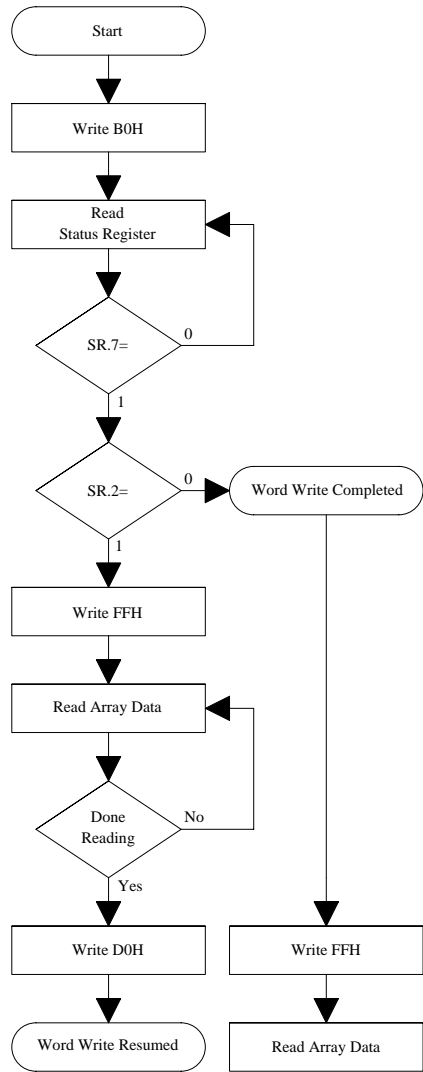 Start
Write B0H
Read
Status Register
SR.7=
0
1
SR.2=
0
Word Write Completed
1
Write FFH
Read Array Data
Done
Reading
No
Yes
Write D0H
Write FFH
Word Write Resumed
Read Array Data